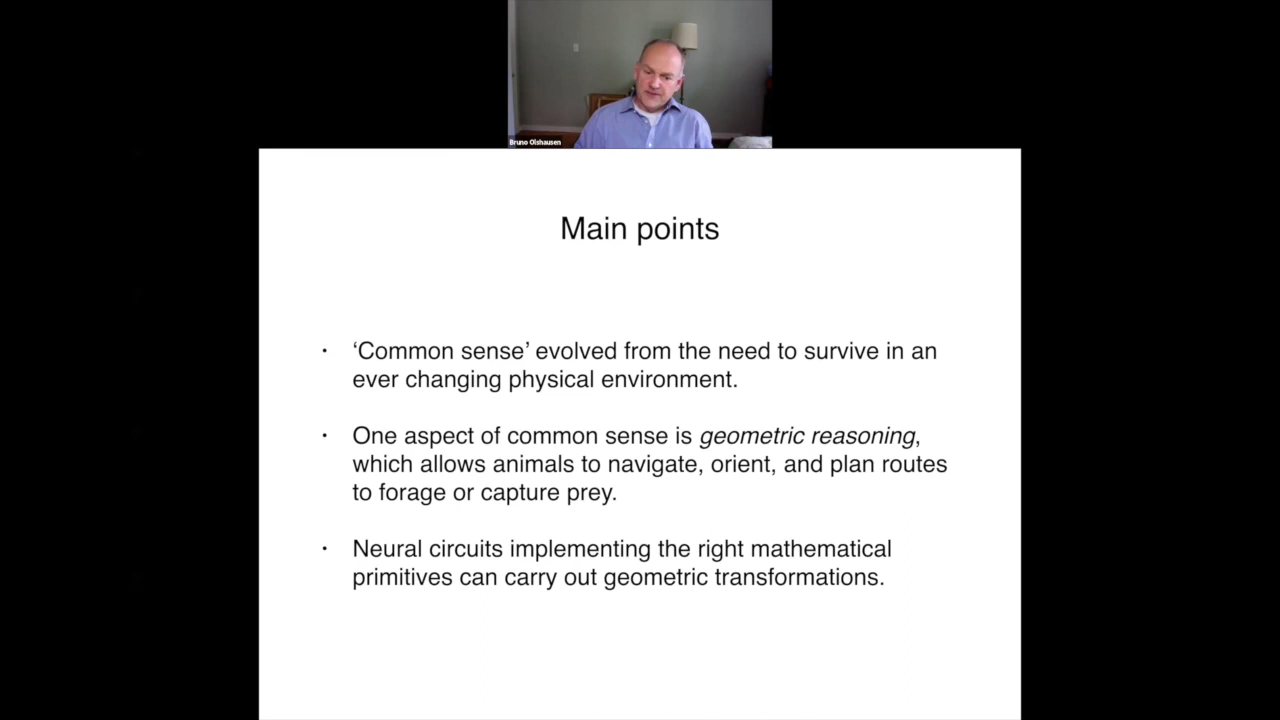 Bruno Olshausen
Main points
· ‘Common sense’ evolved from the need to survive in an
ever changing physical environment.
· One aspect of common sense is geometric reasoning,
which allows animals to navigate, orient, and plan routes
to forage or capture prey.
· Neural circuits implementing the right mathematical
primitives can carry out geometric transformations.